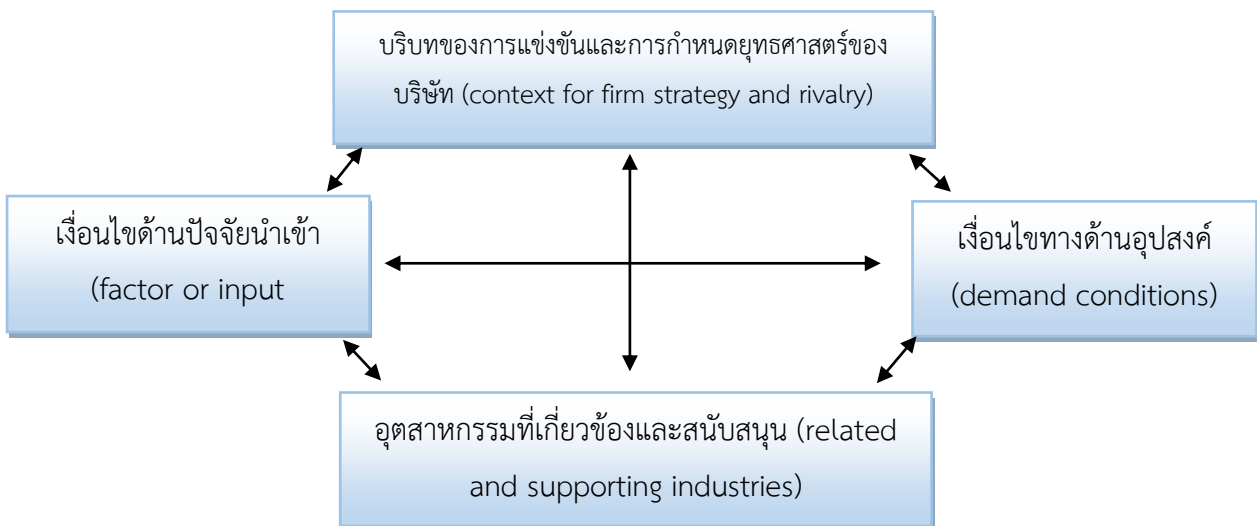 บริบทของการแข่งขันและการกำหนดยุทธศาสตร์ของ
บริษัท (context for firm strategy and rivalry)
เงื่อนไขด้านปัจจัยนำเข้า
(factor or input
เงื่อนไขทางด้านอุปสงค์
(demand conditions)
อุตสาหกรรมที่เกี่ยวข้องและสนับสนุน (related
and supporting industries)